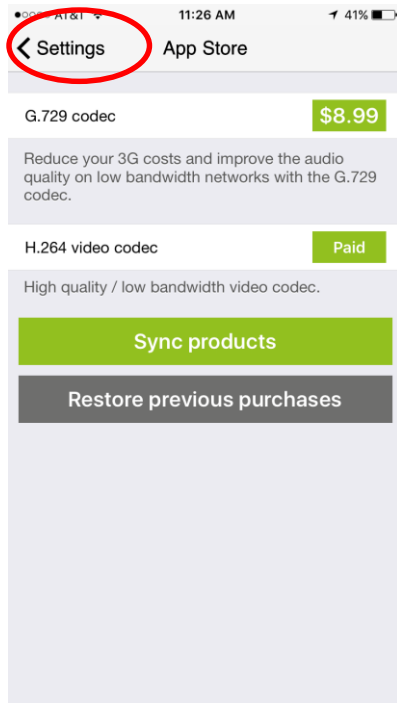 AT&T 11:26 AM 41%
Settings App Store
G.729 codec $8.99
Reduce your 3G costs and improve the audio
quality on low bandwidth networks with the G.729
codec.
H.264 video codec Paid
High quality / low bandwidth video codec.
Sync products
Restore previous purchases